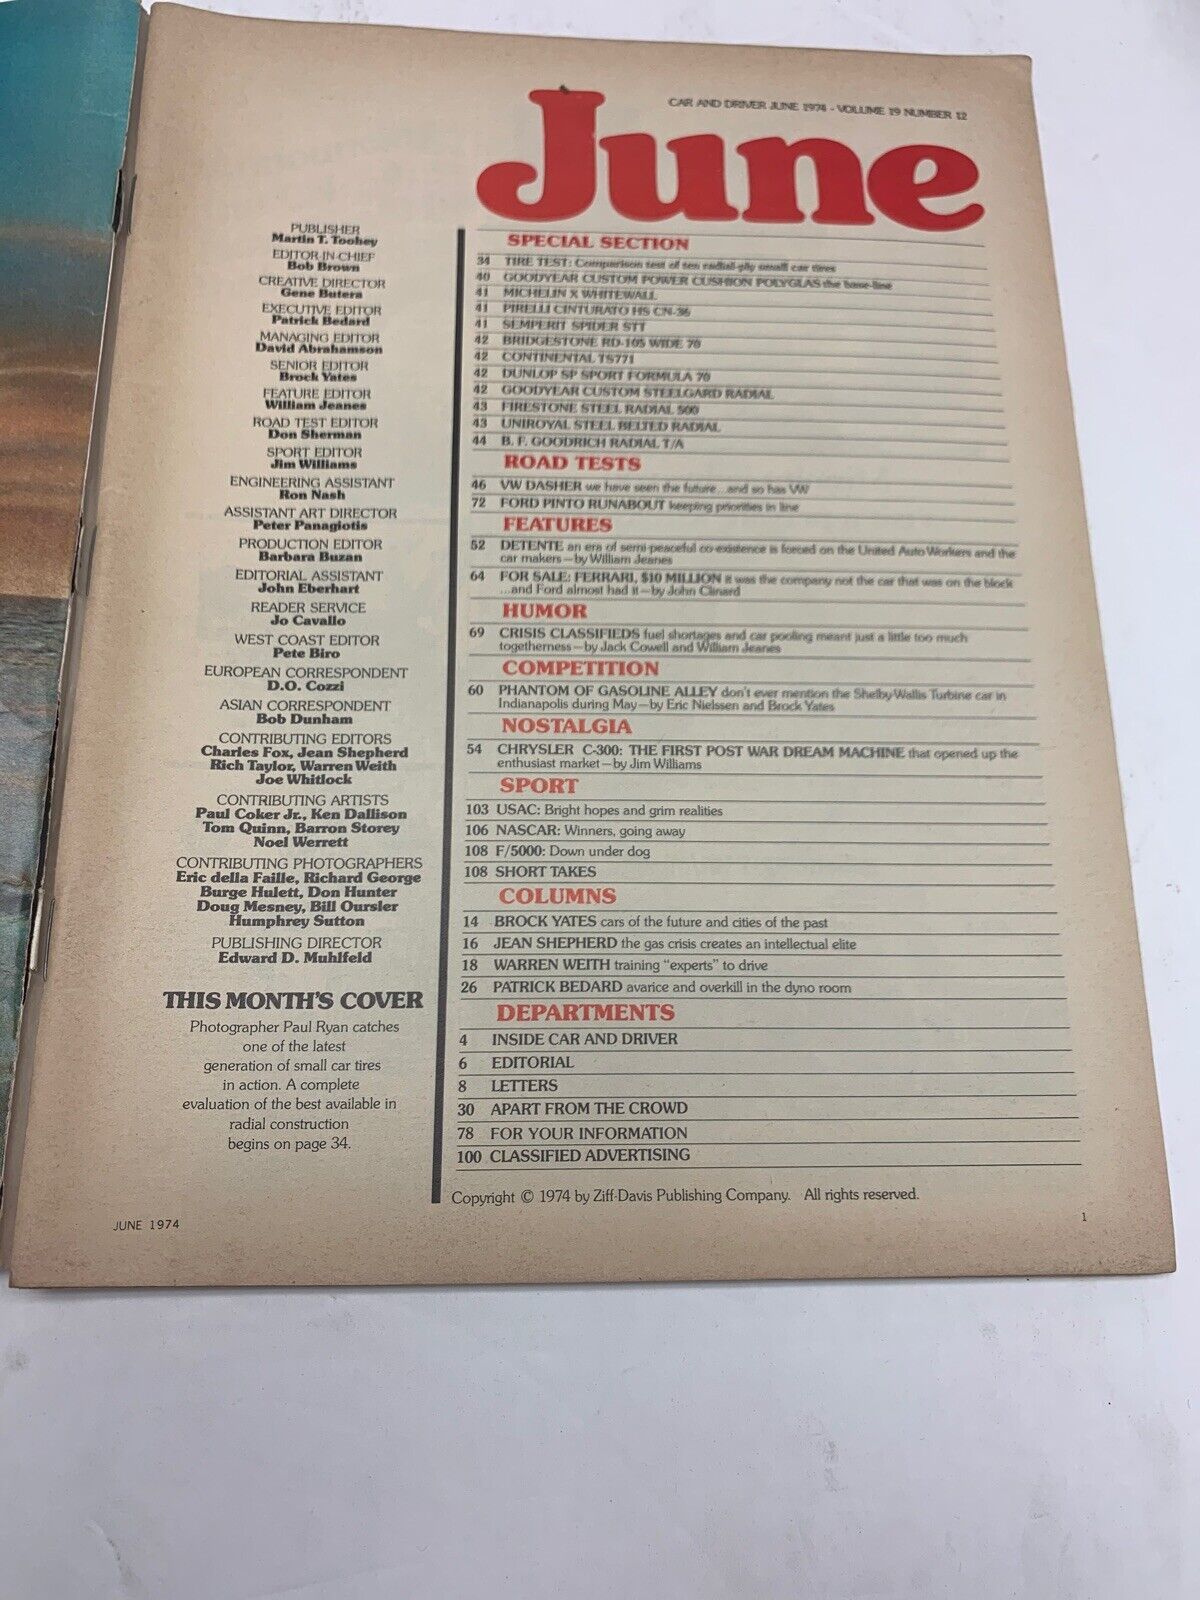 CAR AND DRIVER JUNE 1974 - VOLUME 19 NUMBER 12
June
PUBLISHER
Martin T. Toohey
EDITOR-IN-CHIEF
Bob Brown
CREATIVE DIRECTOR
Gene Butera
EXECUTIVE EDITOR
Patrick Bedard
MANAGING EDITOR
David Abrahamson
SENIOR EDITOR
Brock Yates
FEATURE EDITOR
William Jeanes
ROAD TEST EDITOR
Don Sherman
SPORT EDITOR
Jim Williams
ENGINEERING ASSISTANT
Ron Nash
ASSISTANT ART DIRECTOR
Peter Panagiotis
PRODUCTION EDITOR
Barbara Buzan
EDITORIAL ASSISTANT
John Eberhart
READER SERVICE
Jo Cavallo
WEST COAST EDITOR
Pete Biro
EUROPEAN CORRESPONDENT
D.O. Cozzi
ASIAN CORRESPONDENT
Bob Dunham
CONTRIBUTING EDITORS
Charles Fox, Jean Shepherd
Rich Taylor, Warren Weith
Joe Whitlock
CONTRIBUTING ARTISTS
Paul Coker Jr., Ken Dallison
Tom Quinn, Barron Storey
Noel Werrett
CONTRIBUTING PHOTOGRAPHERS
Eric della Faille, Richard George
Burge Hulett, Don Hunter
Doug Mesney, Bill Oursler
Humphrey Sutton
PUBLISHING DIRECTOR
Edward D. Muhlfeld
THIS MONTH'S COVER
Photographer Paul Ryan catches
one of the latest
generation of small car tires
in action. A complete
evaluation of the best available in
radial construction
begins on page 34.
SPECIAL SECTION
34 TIRE TEST: Comparison test of ten radial-ply small car tires
40 GOODYEAR CUSTOM POWER CUSHION POLYGLAS the base-line
41 MICHELIN X WHITEWALL
41 PIRELLI CINTURATO HS CN-36
41 SEMPERIT SPIDER STT
42 BRIDGESTONE RD-105 WIDE 70
42 CONTINENTAL TS771
42 DUNLOP SP SPORT FORMULA 70
42 GOODYEAR CUSTOM STEELGARD RADIAL
43 FIRESTONE STEEL RADIAL 500
43 UNIROYAL STEEL BELTED RADIAL
44 B. F. GOODRICH RADIAL T/A
ROAD TESTS
46 VW DASHER we have seen the future...and so has VW
72 FORD PINTO RUNABOUT keeping priorities in line
FEATURES
52 DETENTE an era of semi-peaceful co-existence is forced on the United Auto Workers and the
car makers—by William Jeanes
64 FOR SALE: FERRARI, $10 MILLION it was the company not the car that was on the block
...and Ford almost had it—by John Clinard
HUMOR
69 CRISIS CLASSIFIEDS fuel shortages and car pooling meant just a little too much
togetherness—by Jack Cowell and William Jeanes
COMPETITION
60 PHANTOM OF GASOLINE ALLEY don't ever mention the Shelby-Wallis Turbine car in
Indianapolis during May—by Eric Nielssen and Brock Yates
NOSTALGIA
54 CHRYSLER C-300: THE FIRST POST WAR DREAM MACHINE that opened up the
enthusiast market—by Jim Williams
SPORT
103 USAC: Bright hopes and grim realities
106 NASCAR: Winners, going away
108 F/5000: Down under dog
108 SHORT TAKES
COLUMNS
14 BROCK YATES cars of the future and cities of the past
16 JEAN SHEPHERD the gas crisis creates an intellectual elite
18 WARREN WEITH training "experts" to drive
26 PATRICK BEDARD avarice and overkill in the dyno room
DEPARTMENTS
4 INSIDE CAR AND DRIVER
6 EDITORIAL
8 LETTERS
30 APART FROM THE CROWD
78 FOR YOUR INFORMATION
100 CLASSIFIED ADVERTISING
Copyright © 1974 by Ziff-Davis Publishing Company. All rights reserved.
JUNE 1974
1